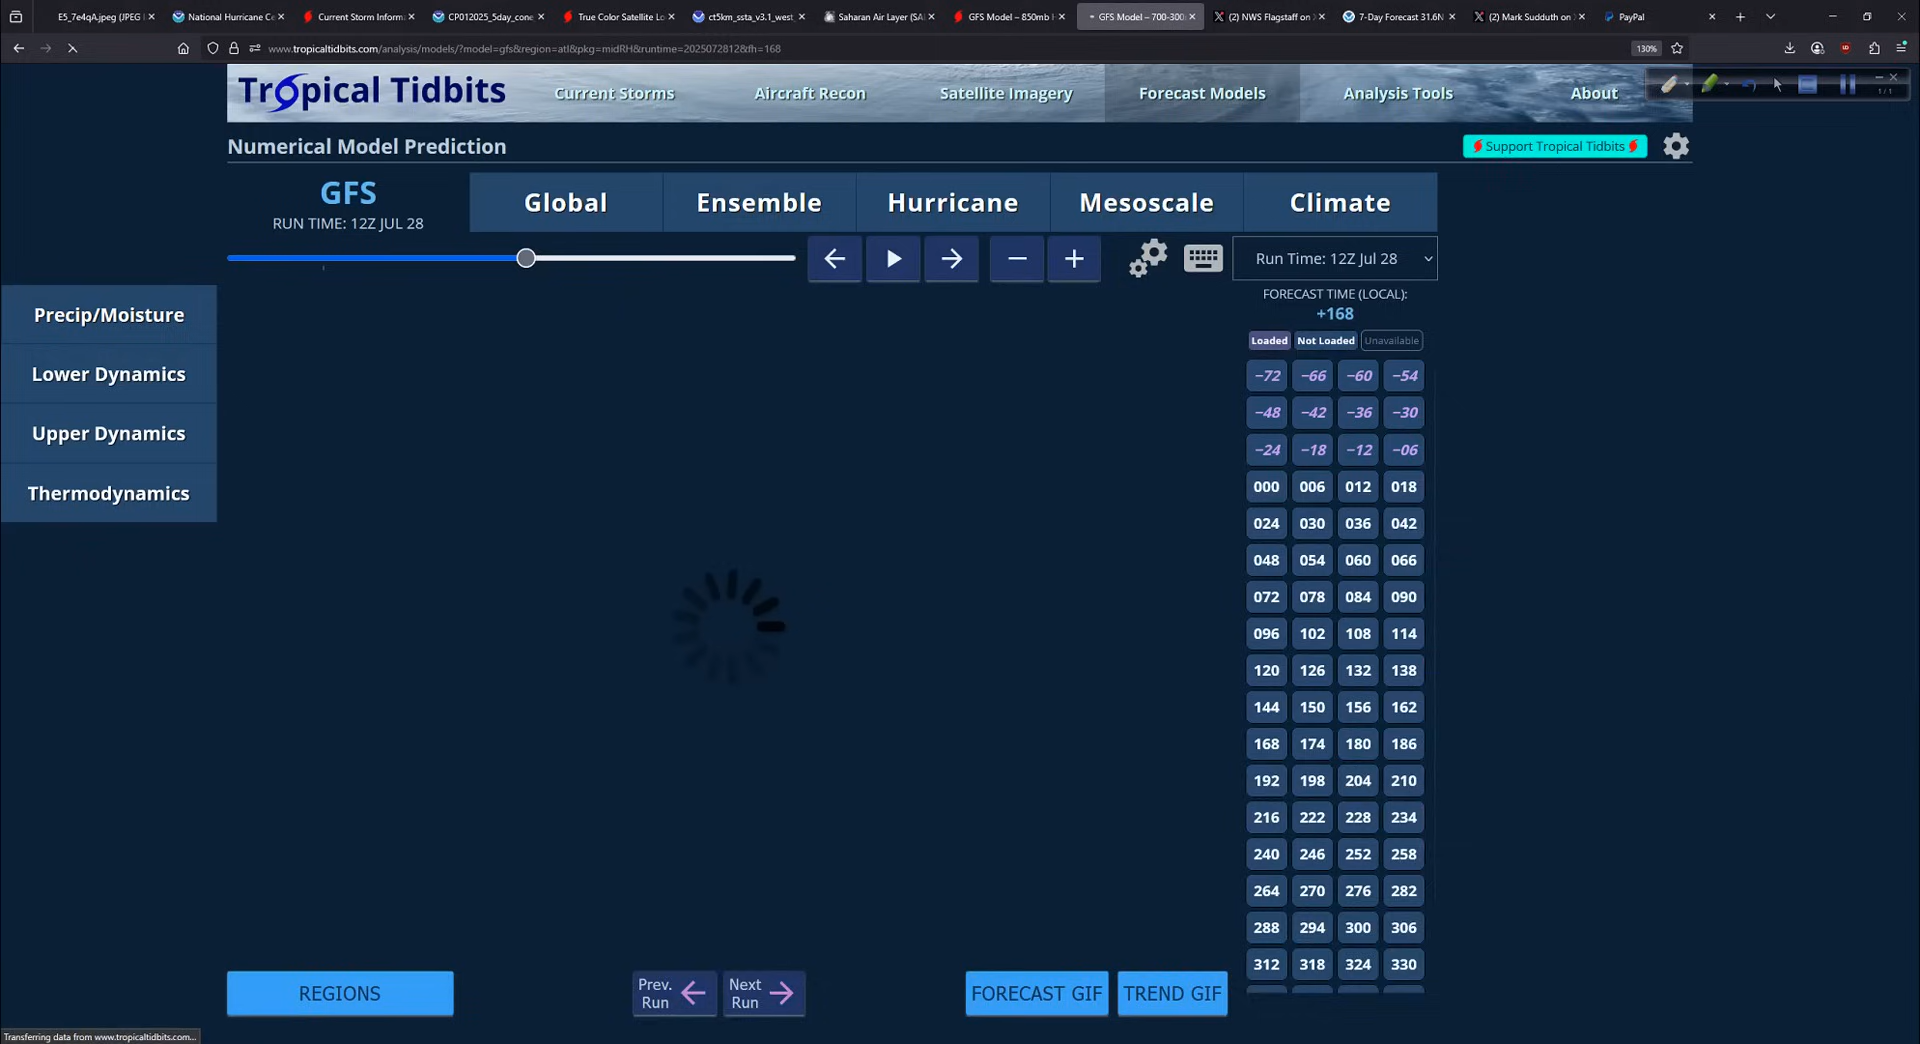 E5_7e4qA.jpeg (JPEG I
National Hurricane Ce
Current Storm Informa
CP012025_5day_cone
True Color Satellite Lo
ct5km_ssta_v3.1_west
Saharan Air Layer (SA
GFS Model – 850mb H
GFS Model – 700-300
(2) NWS Flagstaff on X
7-Day Forecast 31.6N
(2) Mark Sudduth on X
PayPal
www.tropicaltidbits.com/analysis/models/?model=gfs&region=atl&pkg=midRH&runtime=2025072812&fh=168
130%
Tropical Tidbits
Current Storms
Aircraft Recon
Satellite Imagery
Forecast Models
Analysis Tools
About
1/1
Numerical Model Prediction
Support Tropical Tidbits
GFS
RUN TIME: 12Z JUL 28
Global
Ensemble
Hurricane
Mesoscale
Climate
Run Time: 12Z Jul 28
FORECAST TIME (LOCAL):
+168
Loaded Not Loaded Unavailable
Precip/Moisture
Lower Dynamics
Upper Dynamics
Thermodynamics
−72 −66 −60 −54
−48 −42 −36 −30
−24 −18 −12 −06
000 006 012 018
024 030 036 042
048 054 060 066
072 078 084 090
096 102 108 114
120 126 132 138
144 150 156 162
168 174 180 186
192 198 204 210
216 222 228 234
240 246 252 258
264 270 276 282
288 294 300 306
312 318 324 330
REGIONS
Prev.
Run
Next
Run
FORECAST GIF
TREND GIF
Transferring data from www.tropicaltidbits.com...